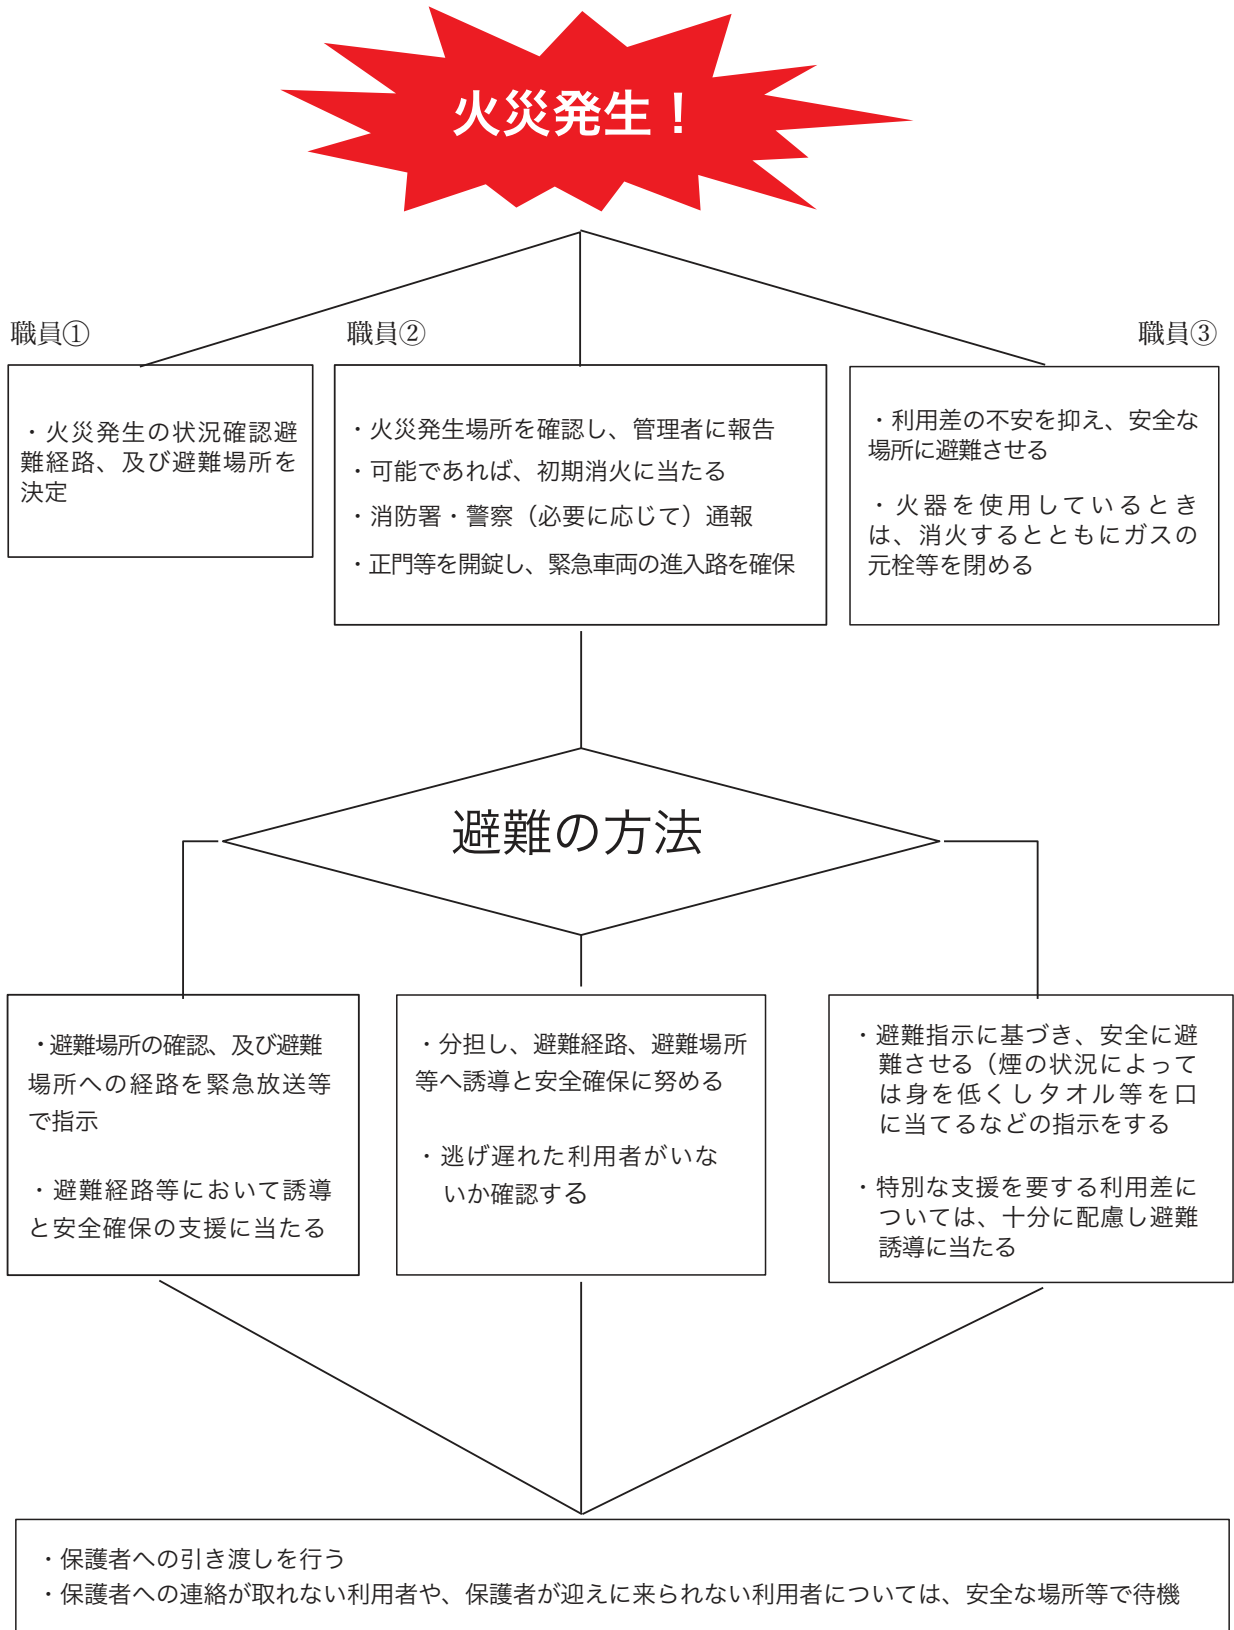 火災発生！
職員①
職員②
職員③
・火災発生の状況確認避
難経路、及び避難場所を
決定
・火災発生場所を確認し、管理者に報告
・可能であれば、初期消火に当たる
・消防署・警察（必要に応じて）通報
・正門等を開錠し、緊急車両の進入路を確保
・利用差の不安を抑え、安全な
場所に避難させる
・火器を使用しているとき
は、消火するとともにガスの
元栓等を閉める
避難の方法
・避難場所の確認、及び避難
場所への経路を緊急放送等
で指示
・避難経路等において誘導
と安全確保の支援に当たる
・分担し、避難経路、避難場所
等へ誘導と安全確保に努める
・逃げ遅れた利用者がいな
いか確認する
・避難指示に基づき、安全に避
難させる（煙の状況によって
は身を低くしタオル等を口
に当てるなどの指示をする
・特別な支援を要する利用差に
ついては、十分に配慮し避難
誘導に当たる
・保護者への引き渡しを行う
・保護者への連絡が取れない利用者や、保護者が迎えに来られない利用者については、安全な場所等で待機